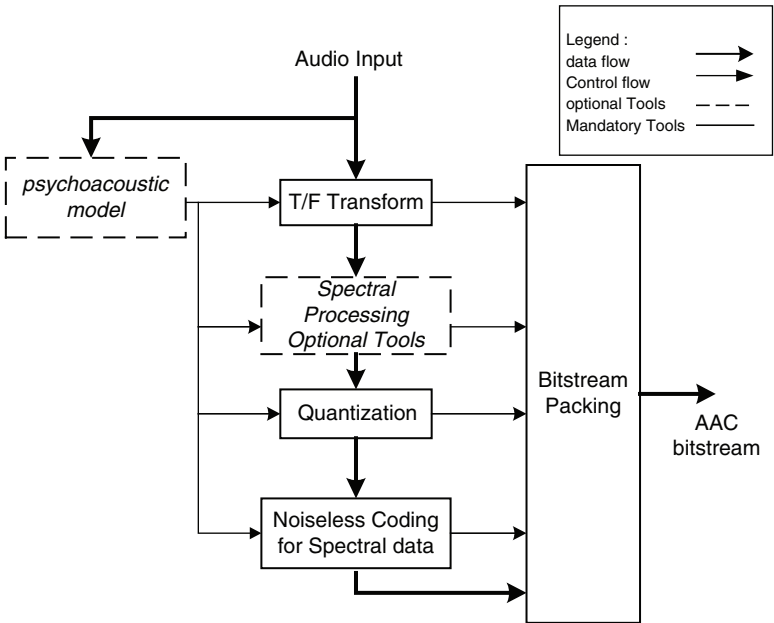 Audio Input
Legend :
data flow
Control flow
optional Tools
Mandatory Tools
psychoacoustic
model
T/F Transform
Spectral
Processing
Optional Tools
Quantization
Noiseless Coding
for Spectral data
Bitstream
Packing
AAC
bitstream